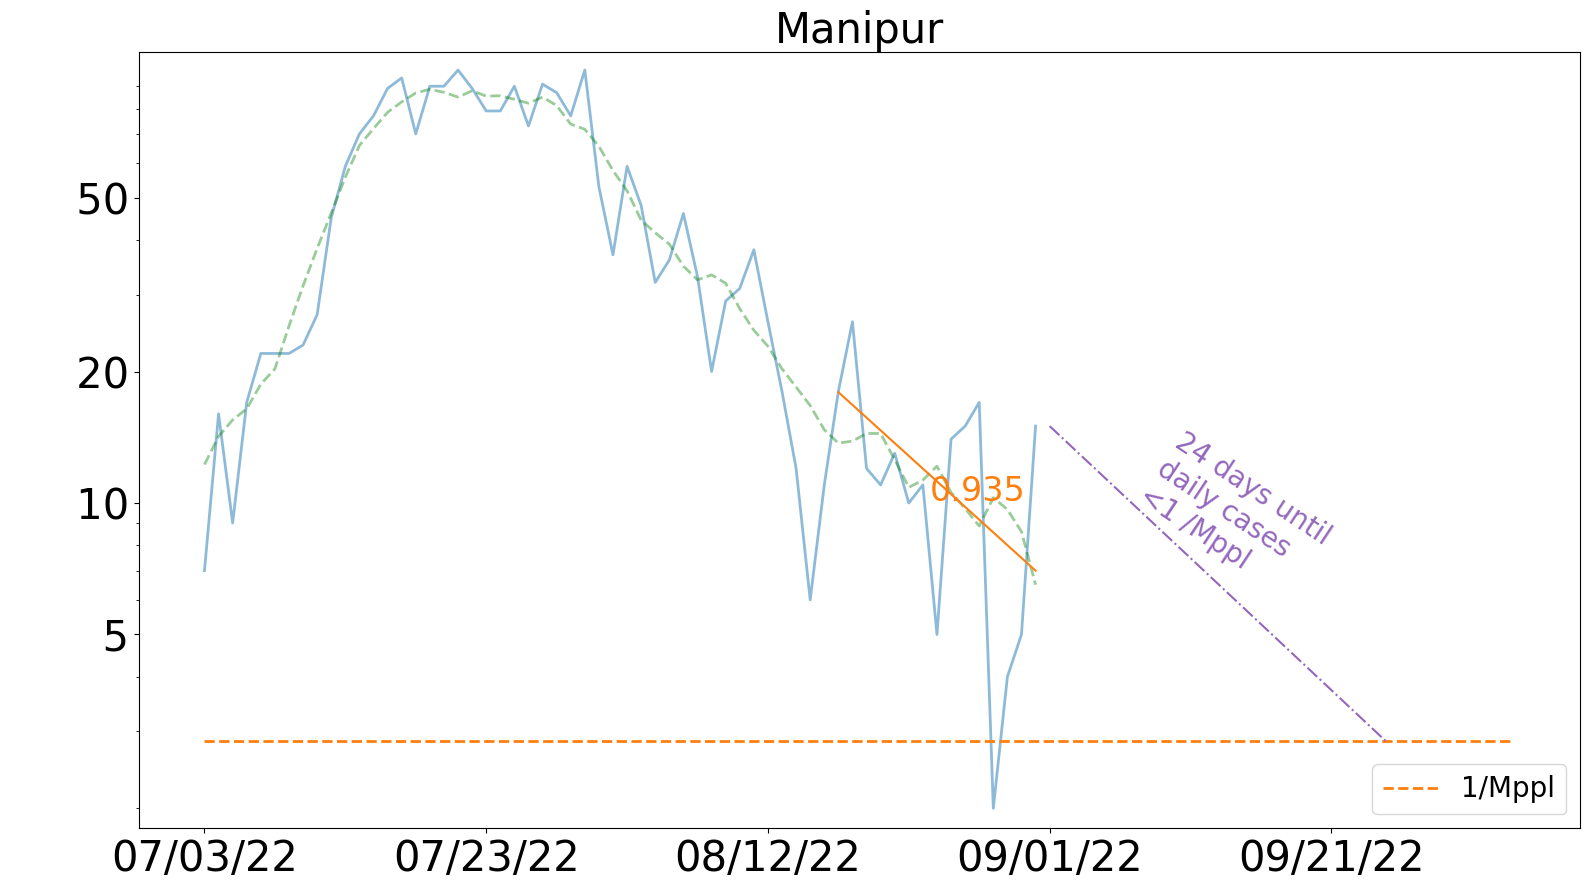 Manipur
50
20
10
5
0.935
24 days until
daily cases
<1 /Mppl
1/Mppl
07/03/22
07/23/22
08/12/22
09/01/22
09/21/22